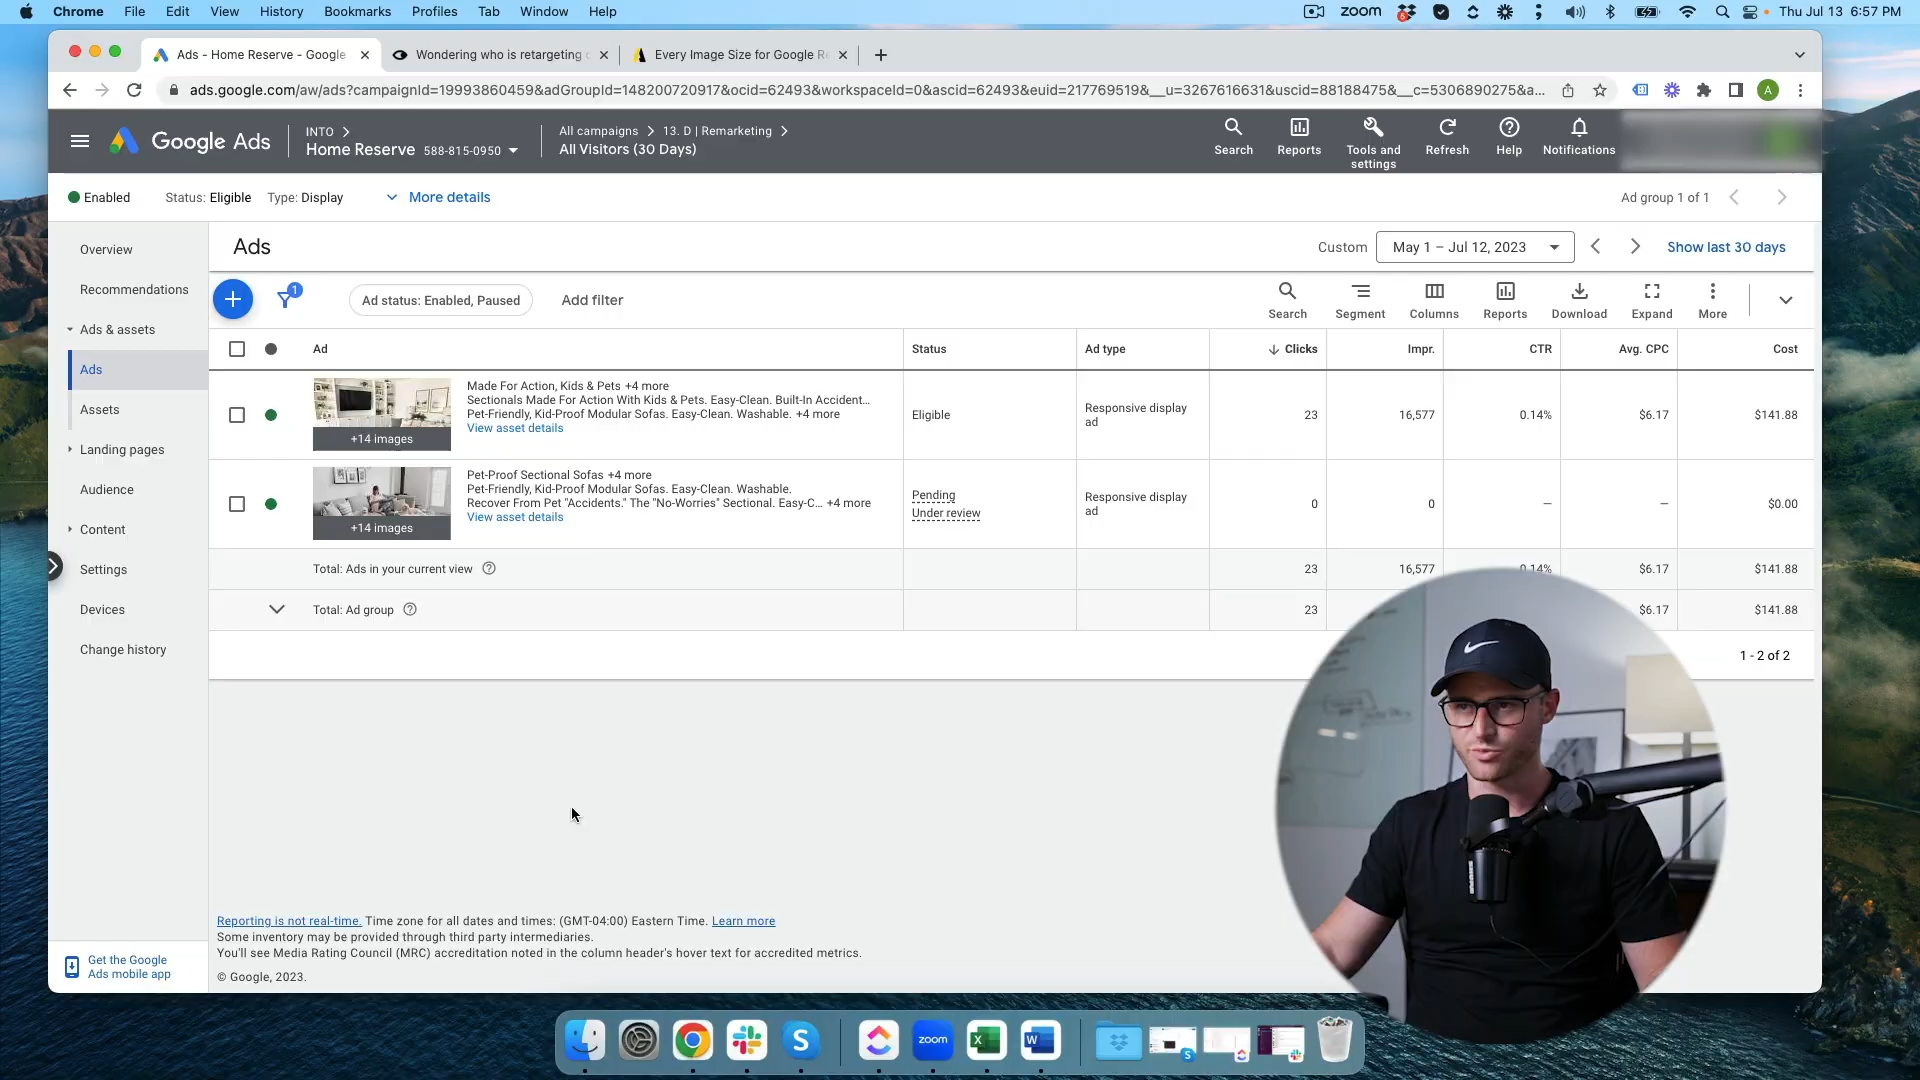 Chrome File Edit View History Bookmarks Profiles Tab Window Help
zoom
Thu Jul 13 6:57 PM
Ads - Home Reserve - Google
Wondering who is retargeting
Every Image Size for Google Re
ads.google.com/aw/ads?campaignId=19993860459&adGroupId=148200720917&ocid=62493&workspaceId=0&ascid=62493&euid=217769519&__u=3267616631&uscid=88188475&__c=5306890275&a...
A
Google Ads
INTO
Home Reserve 588-815-0950
All campaigns > 13. D | Remarketing >
All Visitors (30 Days)
Search
Reports
Tools and settings
Refresh
Help
Notifications
Enabled
Status: Eligible
Type: Display
More details
Ad group 1 of 1
Overview
Recommendations
Ads & assets
Ads
Assets
Landing pages
Audience
Content
Settings
Devices
Change history
Get the Google
Ads mobile app
Ads
Custom
May 1 – Jul 12, 2023
Show last 30 days
1
Ad status: Enabled, Paused
Add filter
Search
Segment
Columns
Reports
Download
Expand
More
Ad Status Ad type Clicks Impr. CTR Avg. CPC Cost
+14 images
Made For Action, Kids & Pets +4 more
Sectionals Made For Action With Kids & Pets. Easy-Clean. Built-In Accident...
Pet-Friendly, Kid-Proof Modular Sofas. Easy-Clean. Washable. +4 more
View asset details
Eligible
Responsive display
ad
23 16,577 0.14% $6.17 $141.88
+14 images
Pet-Proof Sectional Sofas +4 more
Pet-Friendly, Kid-Proof Modular Sofas. Easy-Clean. Washable.
Recover From Pet "Accidents." The "No-Worries" Sectional. Easy-C... +4 more
View asset details
Pending
Under review
Responsive display
ad
0 0 — — $0.00
Total: Ads in your current view 23 16,577 0.14% $6.17 $141.88
Total: Ad group 23 $6.17 $141.88
1 - 2 of 2
Reporting is not real-time. Time zone for all dates and times: (GMT-04:00) Eastern Time. Learn more
Some inventory may be provided through third party intermediaries.
You'll see Media Rating Council (MRC) accreditation noted in the column header's hover text for accredited metrics.
© Google, 2023.
S
zoom
X
W